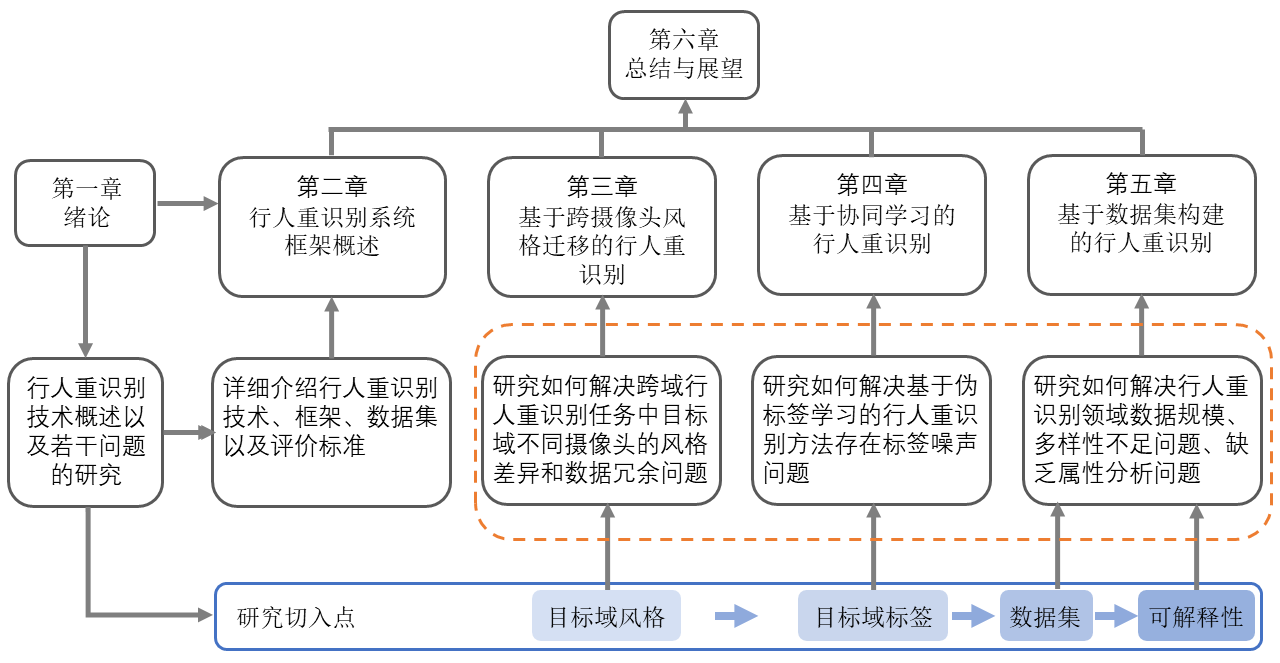 第六章
总结与展望
第一章
绪论
第二章
行人重识别系统
框架概述
第三章
基于跨摄像头风
格迁移的行人重
识别
第四章
基于协同学习的
行人重识别
第五章
基于数据集构建
的行人重识别
行人重识别
技术概述以
及若干问题
的研究
详细介绍行人重识别
技术、框架、数据集
以及评价标准
研究如何解决跨域行
人重识别任务中目标
域不同摄像头的风格
差异和数据冗余问题
研究如何解决基于伪
标签学习的行人重识
别方法存在标签噪声
问题
研究如何解决行人重
识别领域数据规模、
多样性不足问题、缺
乏属性分析问题
研究切入点
目标域风格
目标域标签
数据集
可解释性